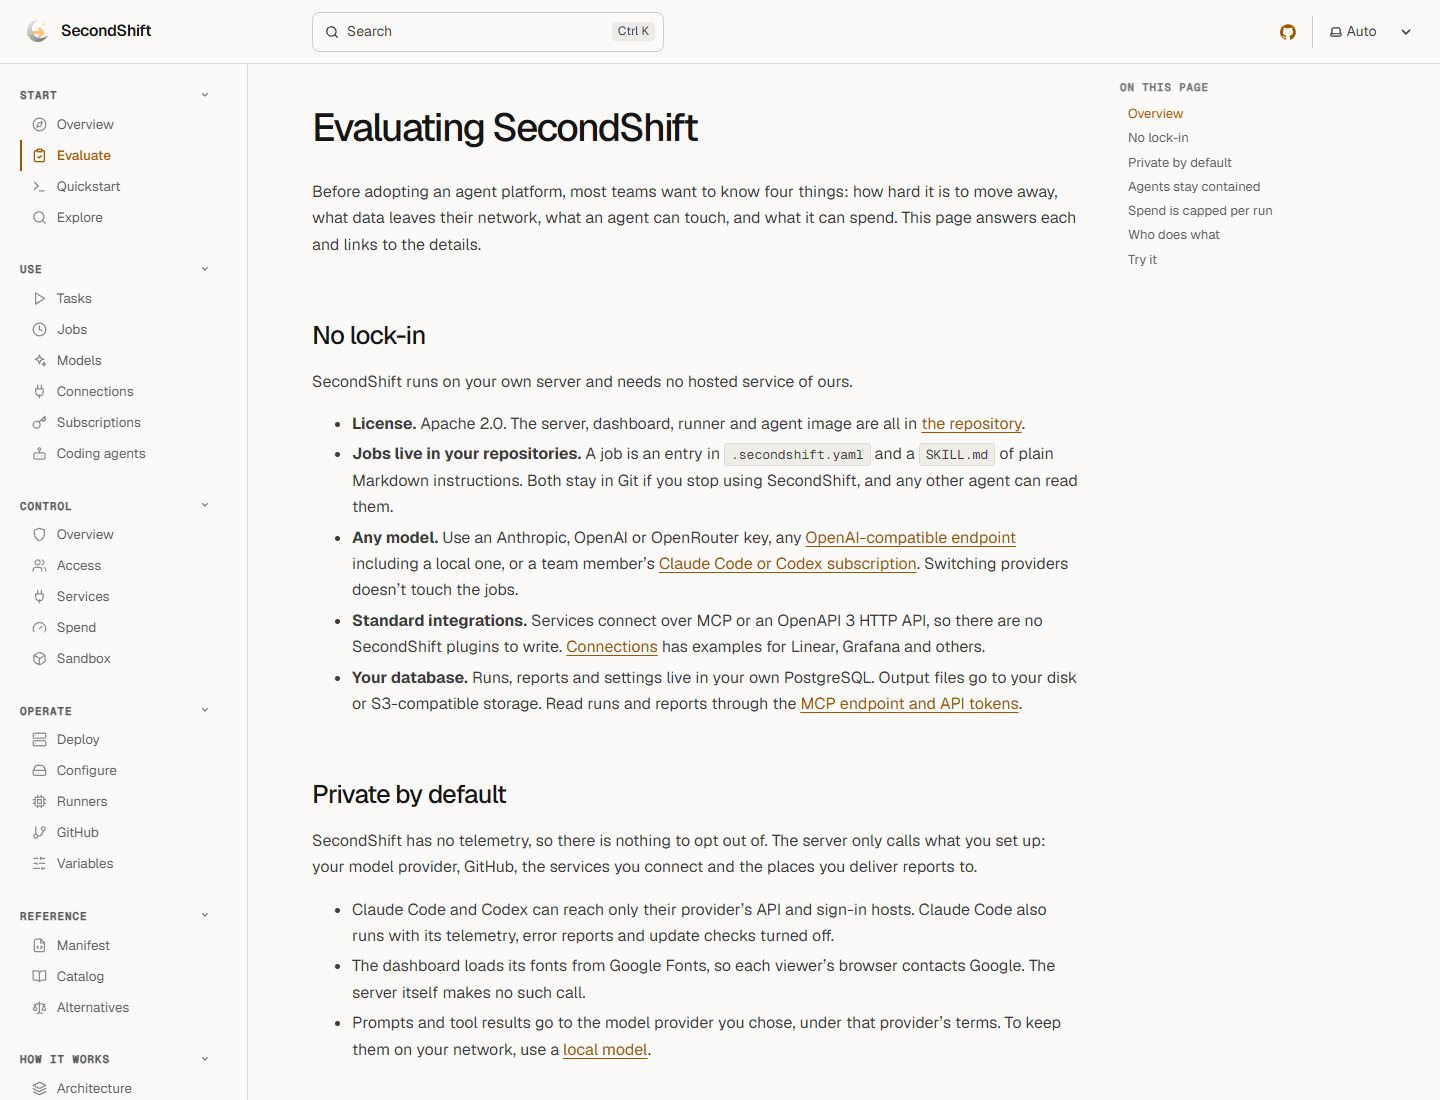 SecondShift
Search
Ctrl K
Auto
START
Overview
Evaluate
Quickstart
Explore
USE
Tasks
Jobs
Models
Connections
Subscriptions
Coding agents
CONTROL
Overview
Access
Services
Spend
Sandbox
OPERATE
Deploy
Configure
Runners
GitHub
Variables
REFERENCE
Manifest
Catalog
Alternatives
HOW IT WORKS
Architecture
Evaluating SecondShift
Before adopting an agent platform, most teams want to know four things: how hard it is to move away,
what data leaves their network, what an agent can touch, and what it can spend. This page answers each
and links to the details.
No lock-in
SecondShift runs on your own server and needs no hosted service of ours.
• License. Apache 2.0. The server, dashboard, runner and agent image are all in the repository.
• Jobs live in your repositories. A job is an entry in .secondshift.yaml and a SKILL.md of plain
Markdown instructions. Both stay in Git if you stop using SecondShift, and any other agent can read
them.
• Any model. Use an Anthropic, OpenAI or OpenRouter key, any OpenAI-compatible endpoint
including a local one, or a team member’s Claude Code or Codex subscription. Switching providers
doesn’t touch the jobs.
• Standard integrations. Services connect over MCP or an OpenAPI 3 HTTP API, so there are no
SecondShift plugins to write. Connections has examples for Linear, Grafana and others.
• Your database. Runs, reports and settings live in your own PostgreSQL. Output files go to your disk
or S3-compatible storage. Read runs and reports through the MCP endpoint and API tokens.
Private by default
SecondShift has no telemetry, so there is nothing to opt out of. The server only calls what you set up:
your model provider, GitHub, the services you connect and the places you deliver reports to.
• Claude Code and Codex can reach only their provider’s API and sign-in hosts. Claude Code also
runs with its telemetry, error reports and update checks turned off.
• The dashboard loads its fonts from Google Fonts, so each viewer’s browser contacts Google. The
server itself makes no such call.
• Prompts and tool results go to the model provider you chose, under that provider’s terms. To keep
them on your network, use a local model.
ON THIS PAGE
Overview
No lock-in
Private by default
Agents stay contained
Spend is capped per run
Who does what
Try it